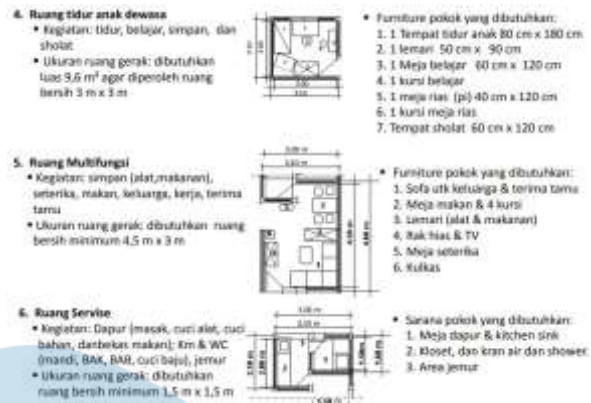 4. Ruang tidur anak dewasa
• Kegiatan: tidur, belajar, simpan, dan
sholat
• Ukuran ruang gerak: dibutuhkan
luas 9,6 m² agar diperoleh ruang
bersih 3 m x 3 m
• Furniture pokok yang dibutuhkan:
1. 1 Tempat tidur anak 80 cm x 180 cm
2. 1 lemari 50 cm x 90 cm
3. 1 Meja belajar 60 cm x 120 cm
4. 1 kursi belajar
5. 1 meja rias (pi) 40 cm x 120 cm
6. 1 kursi meja rias
7. Tempat sholat 60 cm x 120 cm
5. Ruang Multifungsi
• Kegiatan: simpan (alat,makanan),
seterika, makan, keluarga, kerja, terima
tamu
• Ukuran ruang gerak: dibutuhkan ruang
bersih minimum 4,5 m x 3 m
• Furniture pokok yang dibutuhkan:
1. Sofa utk keluarga & terima tamu
2. Meja makan & 4 kursi
3. Lemari (alat & makanan)
4. Rak hias & TV
5. Meja seterika
6. Kulkas
6. Ruang Servise
• Kegiatan: Dapur (masak, cuci alat, cuci
bahan, danbekas makan); Km & WC
(mandi, BAK, BAB, cuci baju), jemur
• Ukuran ruang gerak: dibutuhkan
ruang bersih minimum 1,5 m x 1,5 m
• Sarana pokok yang dibutuhkan:
1. Meja dapur & kitchen sink
2. Kloset, dan kran air dan shower
3. Area jemur